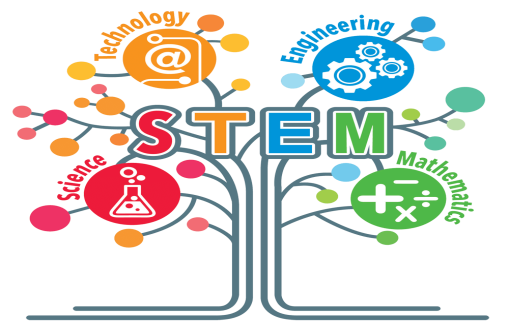 Technology
Engineering
STEM
Science
Mathematics